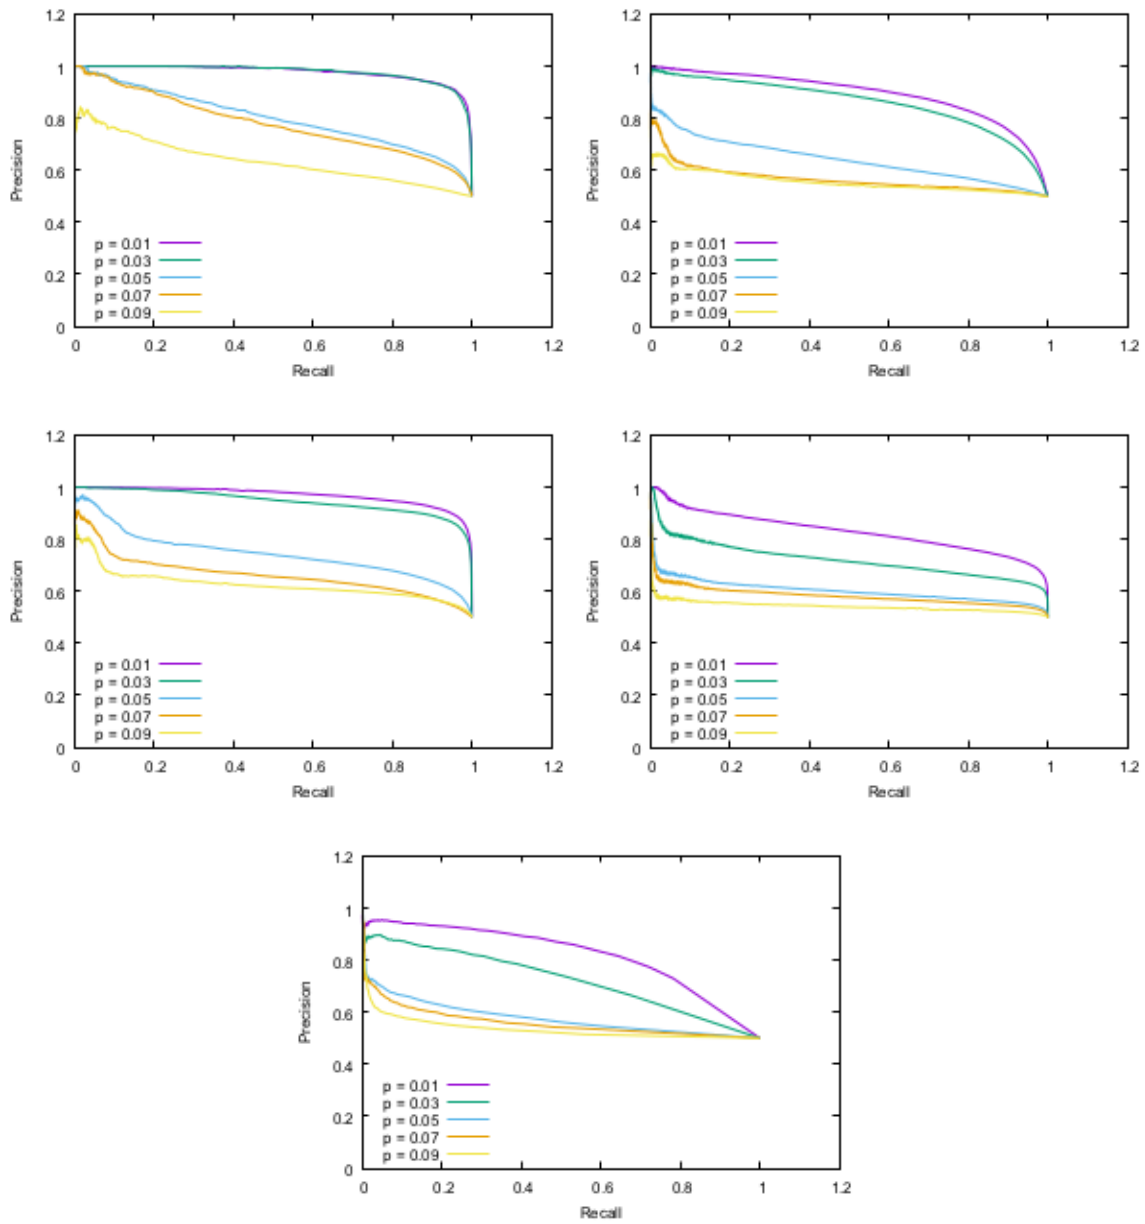 1.2
1
0.8
0.6
0.4
0.2
0
Precision
p = 0.01
p = 0.03
p = 0.05
p = 0.07
p = 0.09
0 0.2 0.4 0.6 0.8 1 1.2
Recall
1.2
1
0.8
0.6
0.4
0.2
0
Precision
p = 0.01
p = 0.03
p = 0.05
p = 0.07
p = 0.09
0 0.2 0.4 0.6 0.8 1 1.2
Recall
1.2
1
0.8
0.6
0.4
0.2
0
Precision
p = 0.01
p = 0.03
p = 0.05
p = 0.07
p = 0.09
0 0.2 0.4 0.6 0.8 1 1.2
Recall
1.2
1
0.8
0.6
0.4
0.2
0
Precision
p = 0.01
p = 0.03
p = 0.05
p = 0.07
p = 0.09
0 0.2 0.4 0.6 0.8 1 1.2
Recall
1.2
1
0.8
0.6
0.4
0.2
0
Precision
p = 0.01
p = 0.03
p = 0.05
p = 0.07
p = 0.09
0 0.2 0.4 0.6 0.8 1 1.2
Recall